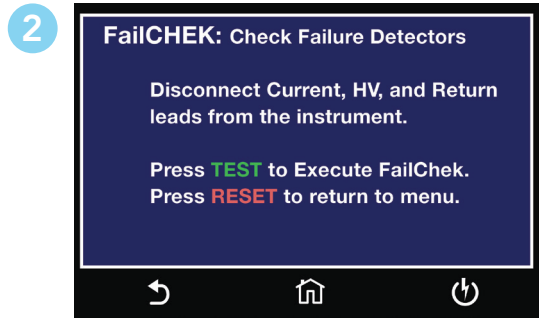 2
FailCHEK: Check Failure Detectors
Disconnect Current, HV, and Return
leads from the instrument.
Press TEST to Execute FailChek.
Press RESET to return to menu.